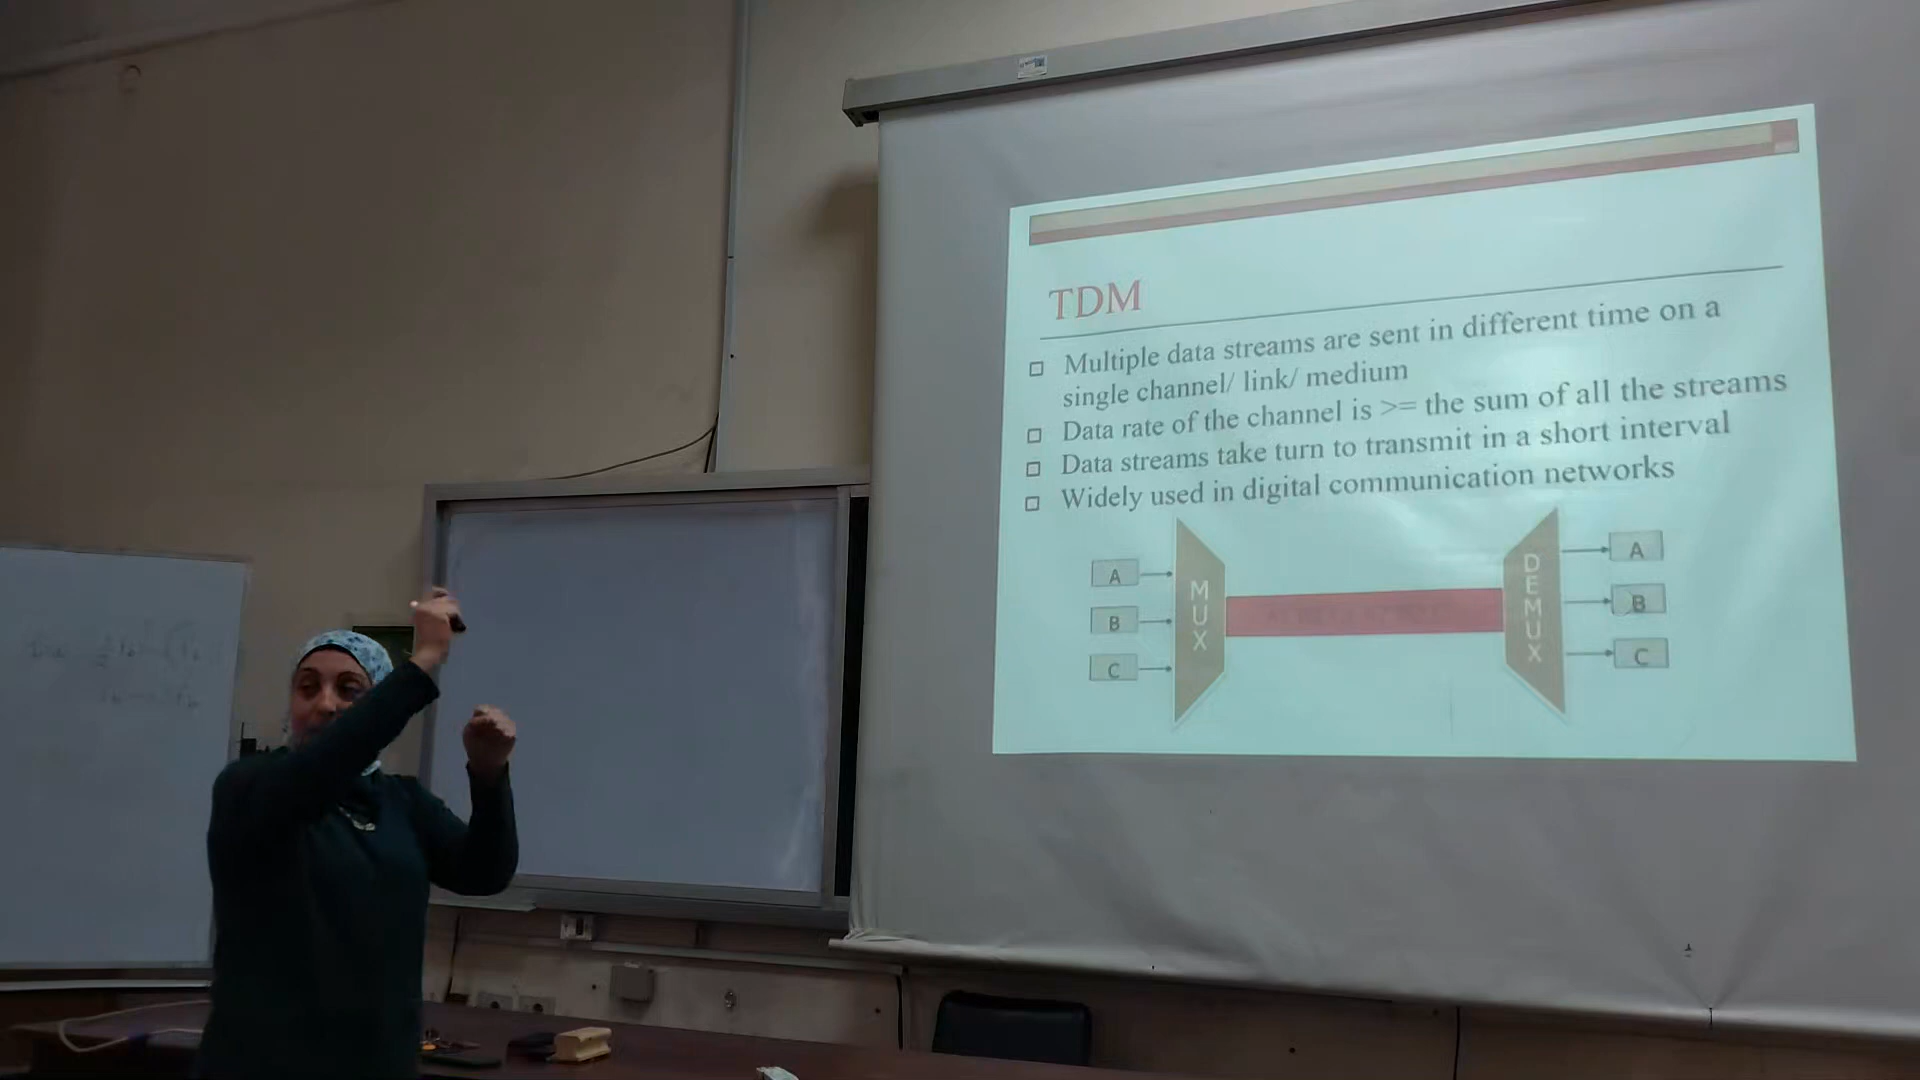 TDM
Multiple data streams are sent in different time on a
single channel/ link/ medium
Data rate of the channel is >= the sum of all the streams
Data streams take turn to transmit in a short interval
Widely used in digital communication networks
A
B
C
MUX
DEMUX
A
B
C